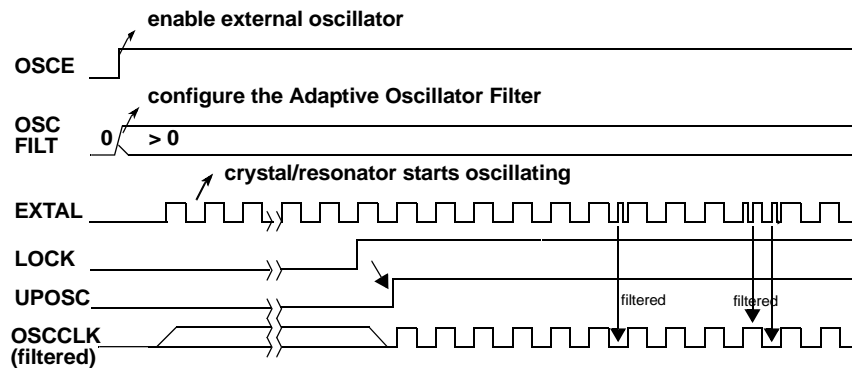 enable external oscillator
OSCE
configure the Adaptive Oscillator Filter
OSC
FILT
0
> 0
crystal/resonator starts oscillating
EXTAL
LOCK
UPOSC
filtered
filtered
OSCCLK
(filtered)